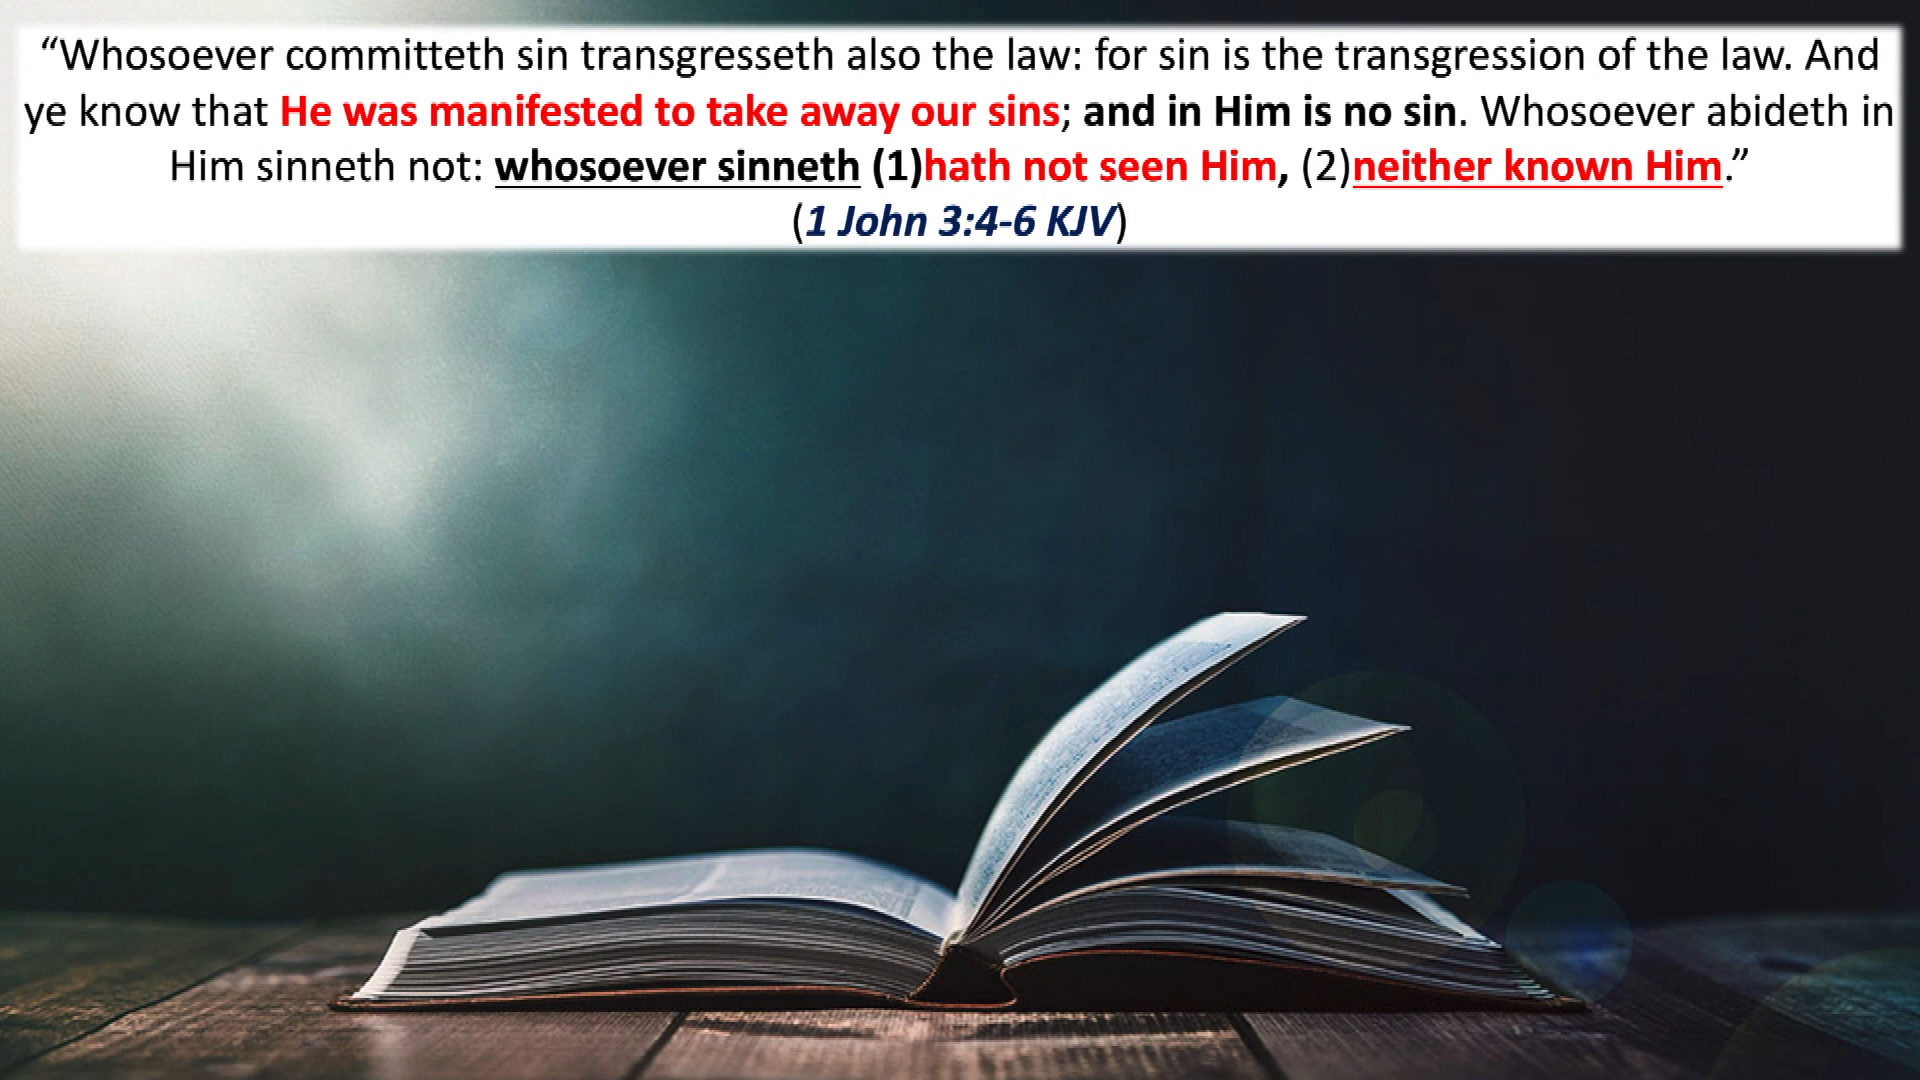 “Whosoever committeth sin transgresseth also the law: for sin is the transgression of the law. And
ye know that He was manifested to take away our sins; and in Him is no sin. Whosoever abideth in
Him sinneth not: whosoever sinneth (1)hath not seen Him, (2)neither known Him.”
(1 John 3:4-6 KJV)